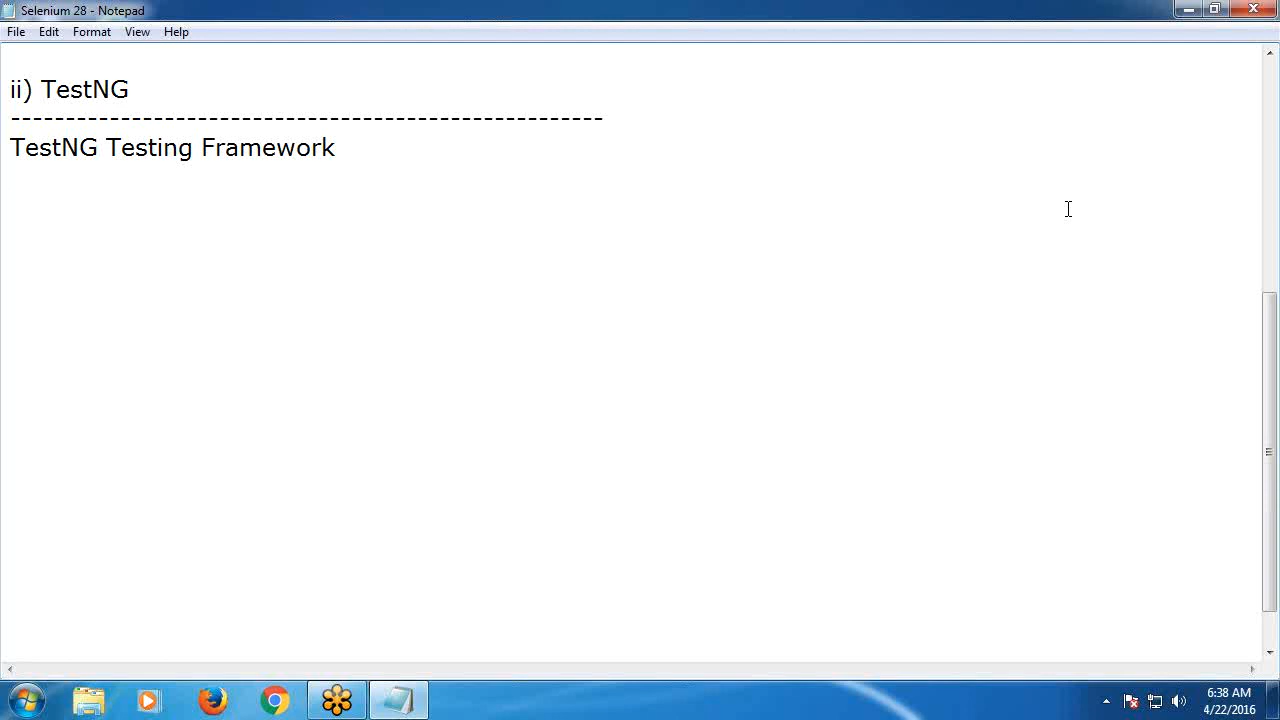 Selenium 28 - Notepad
File Edit Format View Help
ii) TestNG
------------------------------------------------------
TestNG Testing Framework
6:38 AM
4/22/2016